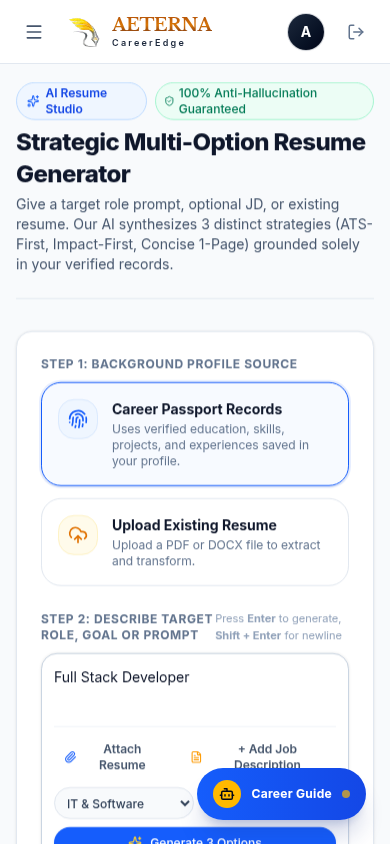 AETERNA
CareerEdge
A
AI Resume
Studio
100% Anti-Hallucination
Guaranteed
Strategic Multi-Option Resume
Generator
Give a target role prompt, optional JD, or existing
resume. Our AI synthesizes 3 distinct strategies (ATS-
First, Impact-First, Concise 1-Page) grounded solely
in your verified records.
STEP 1: BACKGROUND PROFILE SOURCE
Career Passport Records
Uses verified education, skills,
projects, and experiences saved in
your profile.
Upload Existing Resume
Upload a PDF or DOCX file to extract
and transform.
STEP 2: DESCRIBE TARGET
ROLE, GOAL OR PROMPT
Press Enter to generate,
Shift + Enter for newline
Full Stack Developer
Attach
Resume
+ Add Job
Description
IT & Software
Career Guide
Generate 3 Options